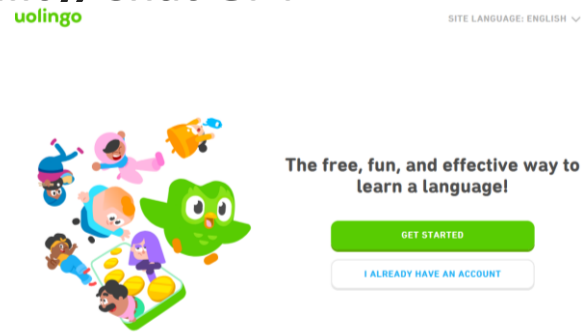 uolingo
SITE LANGUAGE: ENGLISH
The free, fun, and effective way to
learn a language!
GET STARTED
I ALREADY HAVE AN ACCOUNT